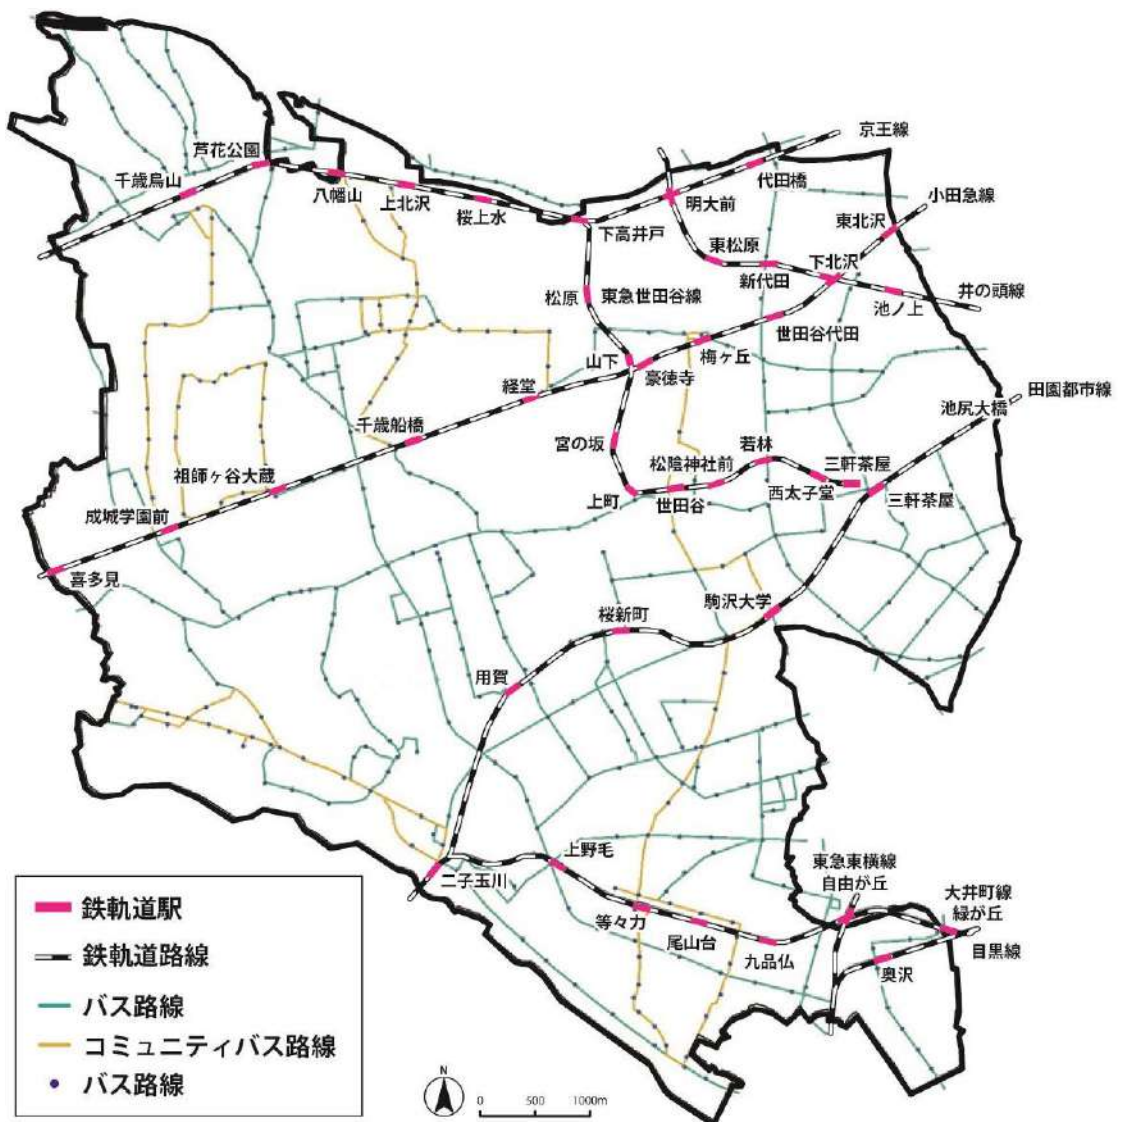 京王線
芦花公園
代田橋
千歳烏山
八幡山
上北沢
桜上水
明大前
小田急線
東北沢
下高井戸
東松原
下北沢
新代田
井の頭線
松原
東急世田谷線
池ノ上
世田谷代田
山下
梅ヶ丘
豪徳寺
経堂
田園都市線
池尻大橋
千歳船橋
宮の坂
若林
松陰神社前
三軒茶屋
祖師ヶ谷大蔵
西太子堂
上町
世田谷
三軒茶屋
成城学園前
喜多見
駒沢大学
桜新町
用賀
上野毛
東急東横線
自由が丘
二子玉川
大井町線
緑が丘
等々力
尾山台
九品仏
目黒線
奥沢
鉄軌道駅
鉄軌道路線
バス路線
コミュニティバス路線
バス路線
N
0 500 1000m